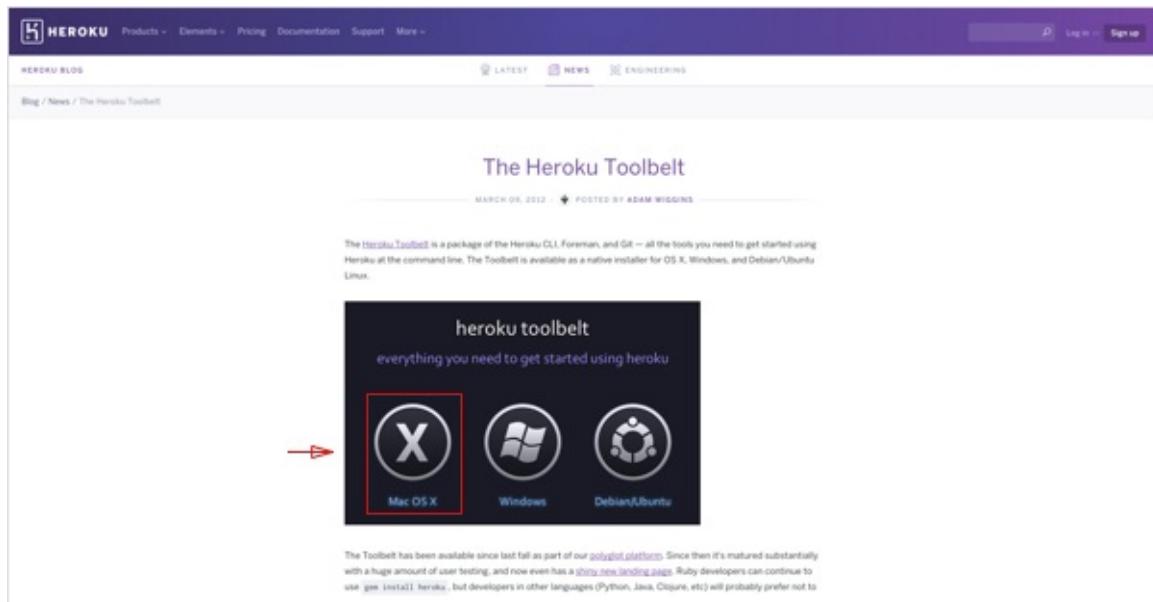 HEROKU Products Elements Pricing Documentation Support More Log in or Sign up
HEROKU BLOG LATEST NEWS ENGINEERING
Blog / News / The Heroku Toolbelt
The Heroku Toolbelt
MARCH 09, 2012 · POSTED BY ADAM WIGGINS
The Heroku Toolbelt is a package of the Heroku CLI, Foreman, and Git — all the tools you need to get started using
Heroku at the command line. The Toolbelt is available as a native installer for OS X, Windows, and Debian/Ubuntu
Linux.
heroku toolbelt
everything you need to get started using heroku
X
Mac OS X Windows Debian/Ubuntu
The Toolbelt has been available since last fall as part of our polyglot platform. Since then it's matured substantially
with a huge amount of user testing, and now even has a shiny new landing page. Ruby developers can continue to
use gem install heroku, but developers in other languages (Python, Java, Clojure, etc) will probably prefer not to